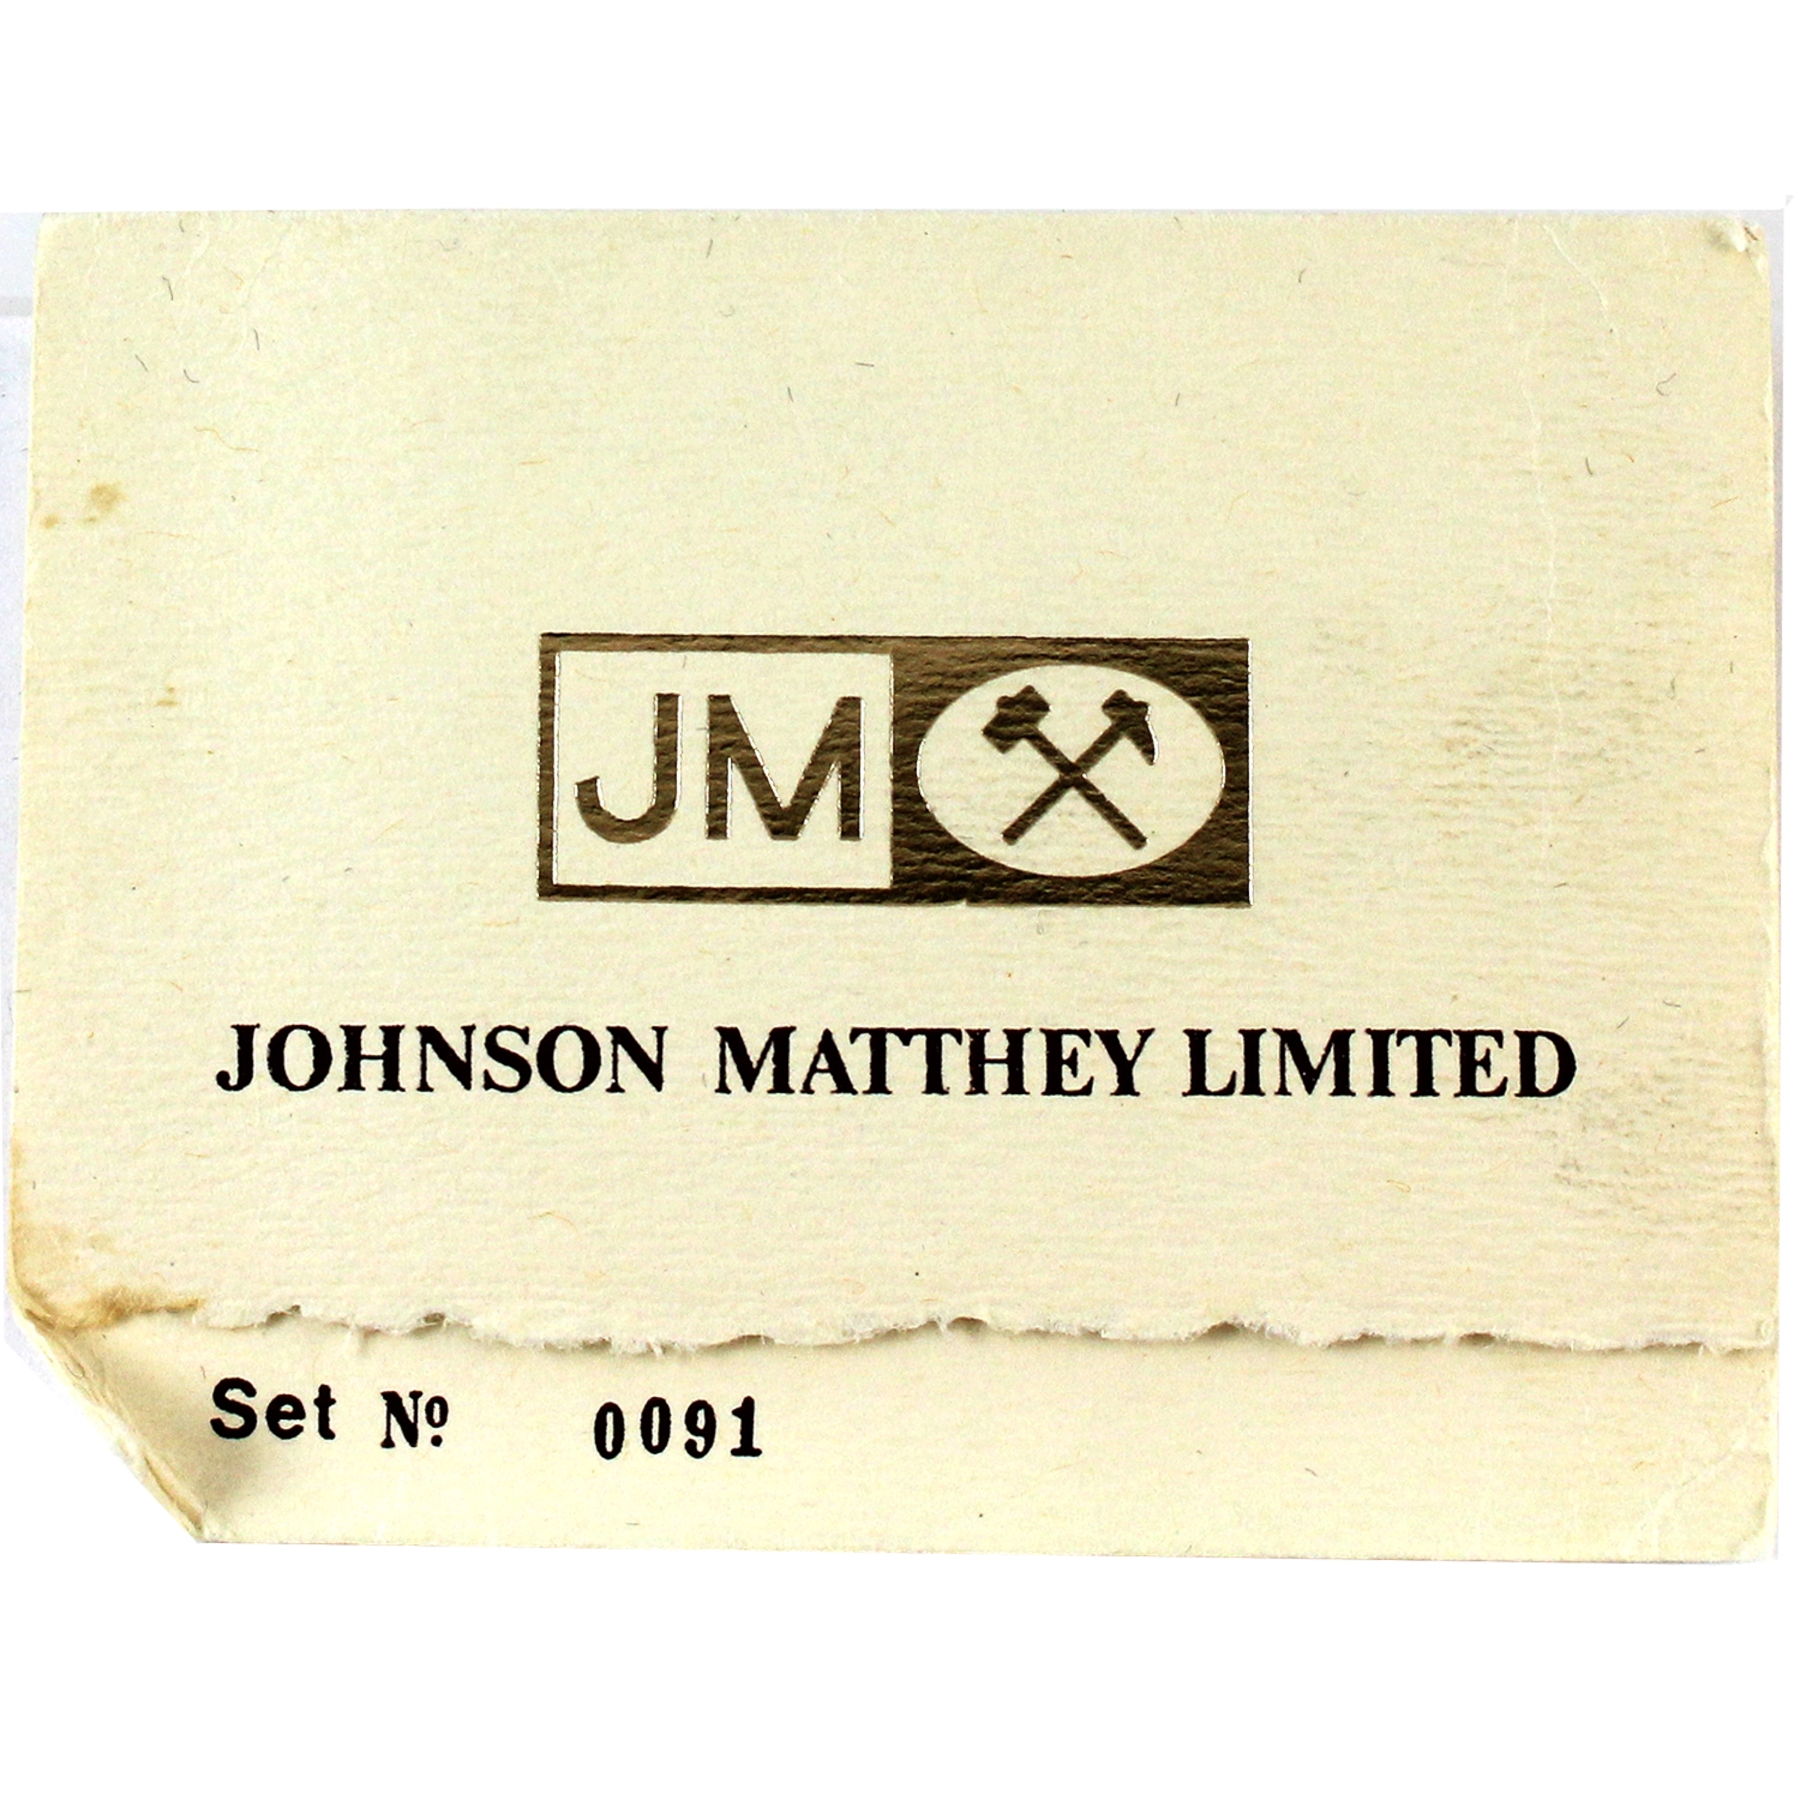 JM
JOHNSON MATTHEY LIMITED
Set Nº 0091